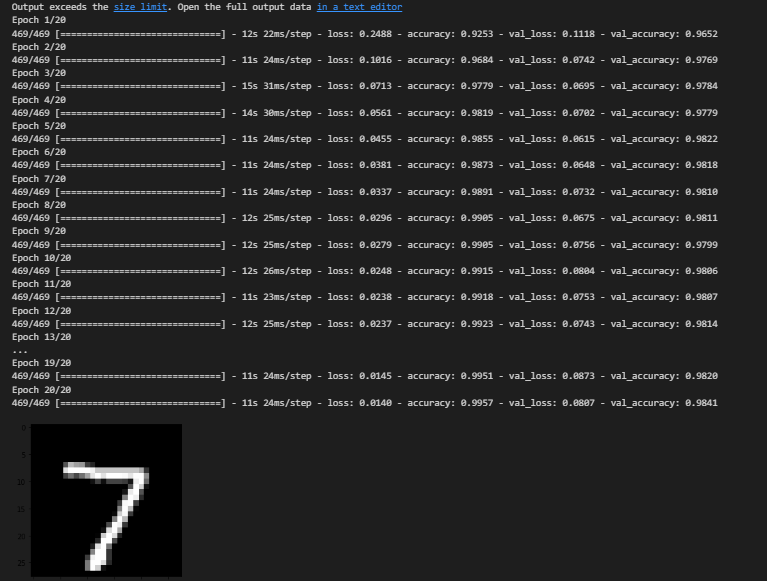 Output exceeds the size limit. Open the full output data in a text editor
Epoch 1/20
469/469 [==============================] - 12s 22ms/step - loss: 0.2488 - accuracy: 0.9253 - val_loss: 0.1118 - val_accuracy: 0.9652
Epoch 2/20
469/469 [==============================] - 11s 24ms/step - loss: 0.1016 - accuracy: 0.9684 - val_loss: 0.0742 - val_accuracy: 0.9769
Epoch 3/20
469/469 [==============================] - 15s 31ms/step - loss: 0.0713 - accuracy: 0.9779 - val_loss: 0.0695 - val_accuracy: 0.9784
Epoch 4/20
469/469 [==============================] - 14s 30ms/step - loss: 0.0561 - accuracy: 0.9819 - val_loss: 0.0702 - val_accuracy: 0.9779
Epoch 5/20
469/469 [==============================] - 11s 24ms/step - loss: 0.0455 - accuracy: 0.9855 - val_loss: 0.0615 - val_accuracy: 0.9822
Epoch 6/20
469/469 [==============================] - 11s 24ms/step - loss: 0.0381 - accuracy: 0.9873 - val_loss: 0.0648 - val_accuracy: 0.9818
Epoch 7/20
469/469 [==============================] - 11s 24ms/step - loss: 0.0337 - accuracy: 0.9891 - val_loss: 0.0732 - val_accuracy: 0.9810
Epoch 8/20
469/469 [==============================] - 12s 25ms/step - loss: 0.0296 - accuracy: 0.9905 - val_loss: 0.0675 - val_accuracy: 0.9811
Epoch 9/20
469/469 [==============================] - 12s 25ms/step - loss: 0.0279 - accuracy: 0.9905 - val_loss: 0.0756 - val_accuracy: 0.9799
Epoch 10/20
469/469 [==============================] - 12s 26ms/step - loss: 0.0248 - accuracy: 0.9915 - val_loss: 0.0804 - val_accuracy: 0.9806
Epoch 11/20
469/469 [==============================] - 11s 23ms/step - loss: 0.0238 - accuracy: 0.9918 - val_loss: 0.0753 - val_accuracy: 0.9807
Epoch 12/20
469/469 [==============================] - 12s 25ms/step - loss: 0.0237 - accuracy: 0.9923 - val_loss: 0.0743 - val_accuracy: 0.9814
Epoch 13/20
...
Epoch 19/20
469/469 [==============================] - 11s 24ms/step - loss: 0.0145 - accuracy: 0.9951 - val_loss: 0.0873 - val_accuracy: 0.9820
Epoch 20/20
469/469 [==============================] - 11s 24ms/step - loss: 0.0140 - accuracy: 0.9957 - val_loss: 0.0807 - val_accuracy: 0.9841
0
5
10
15
20
25
7